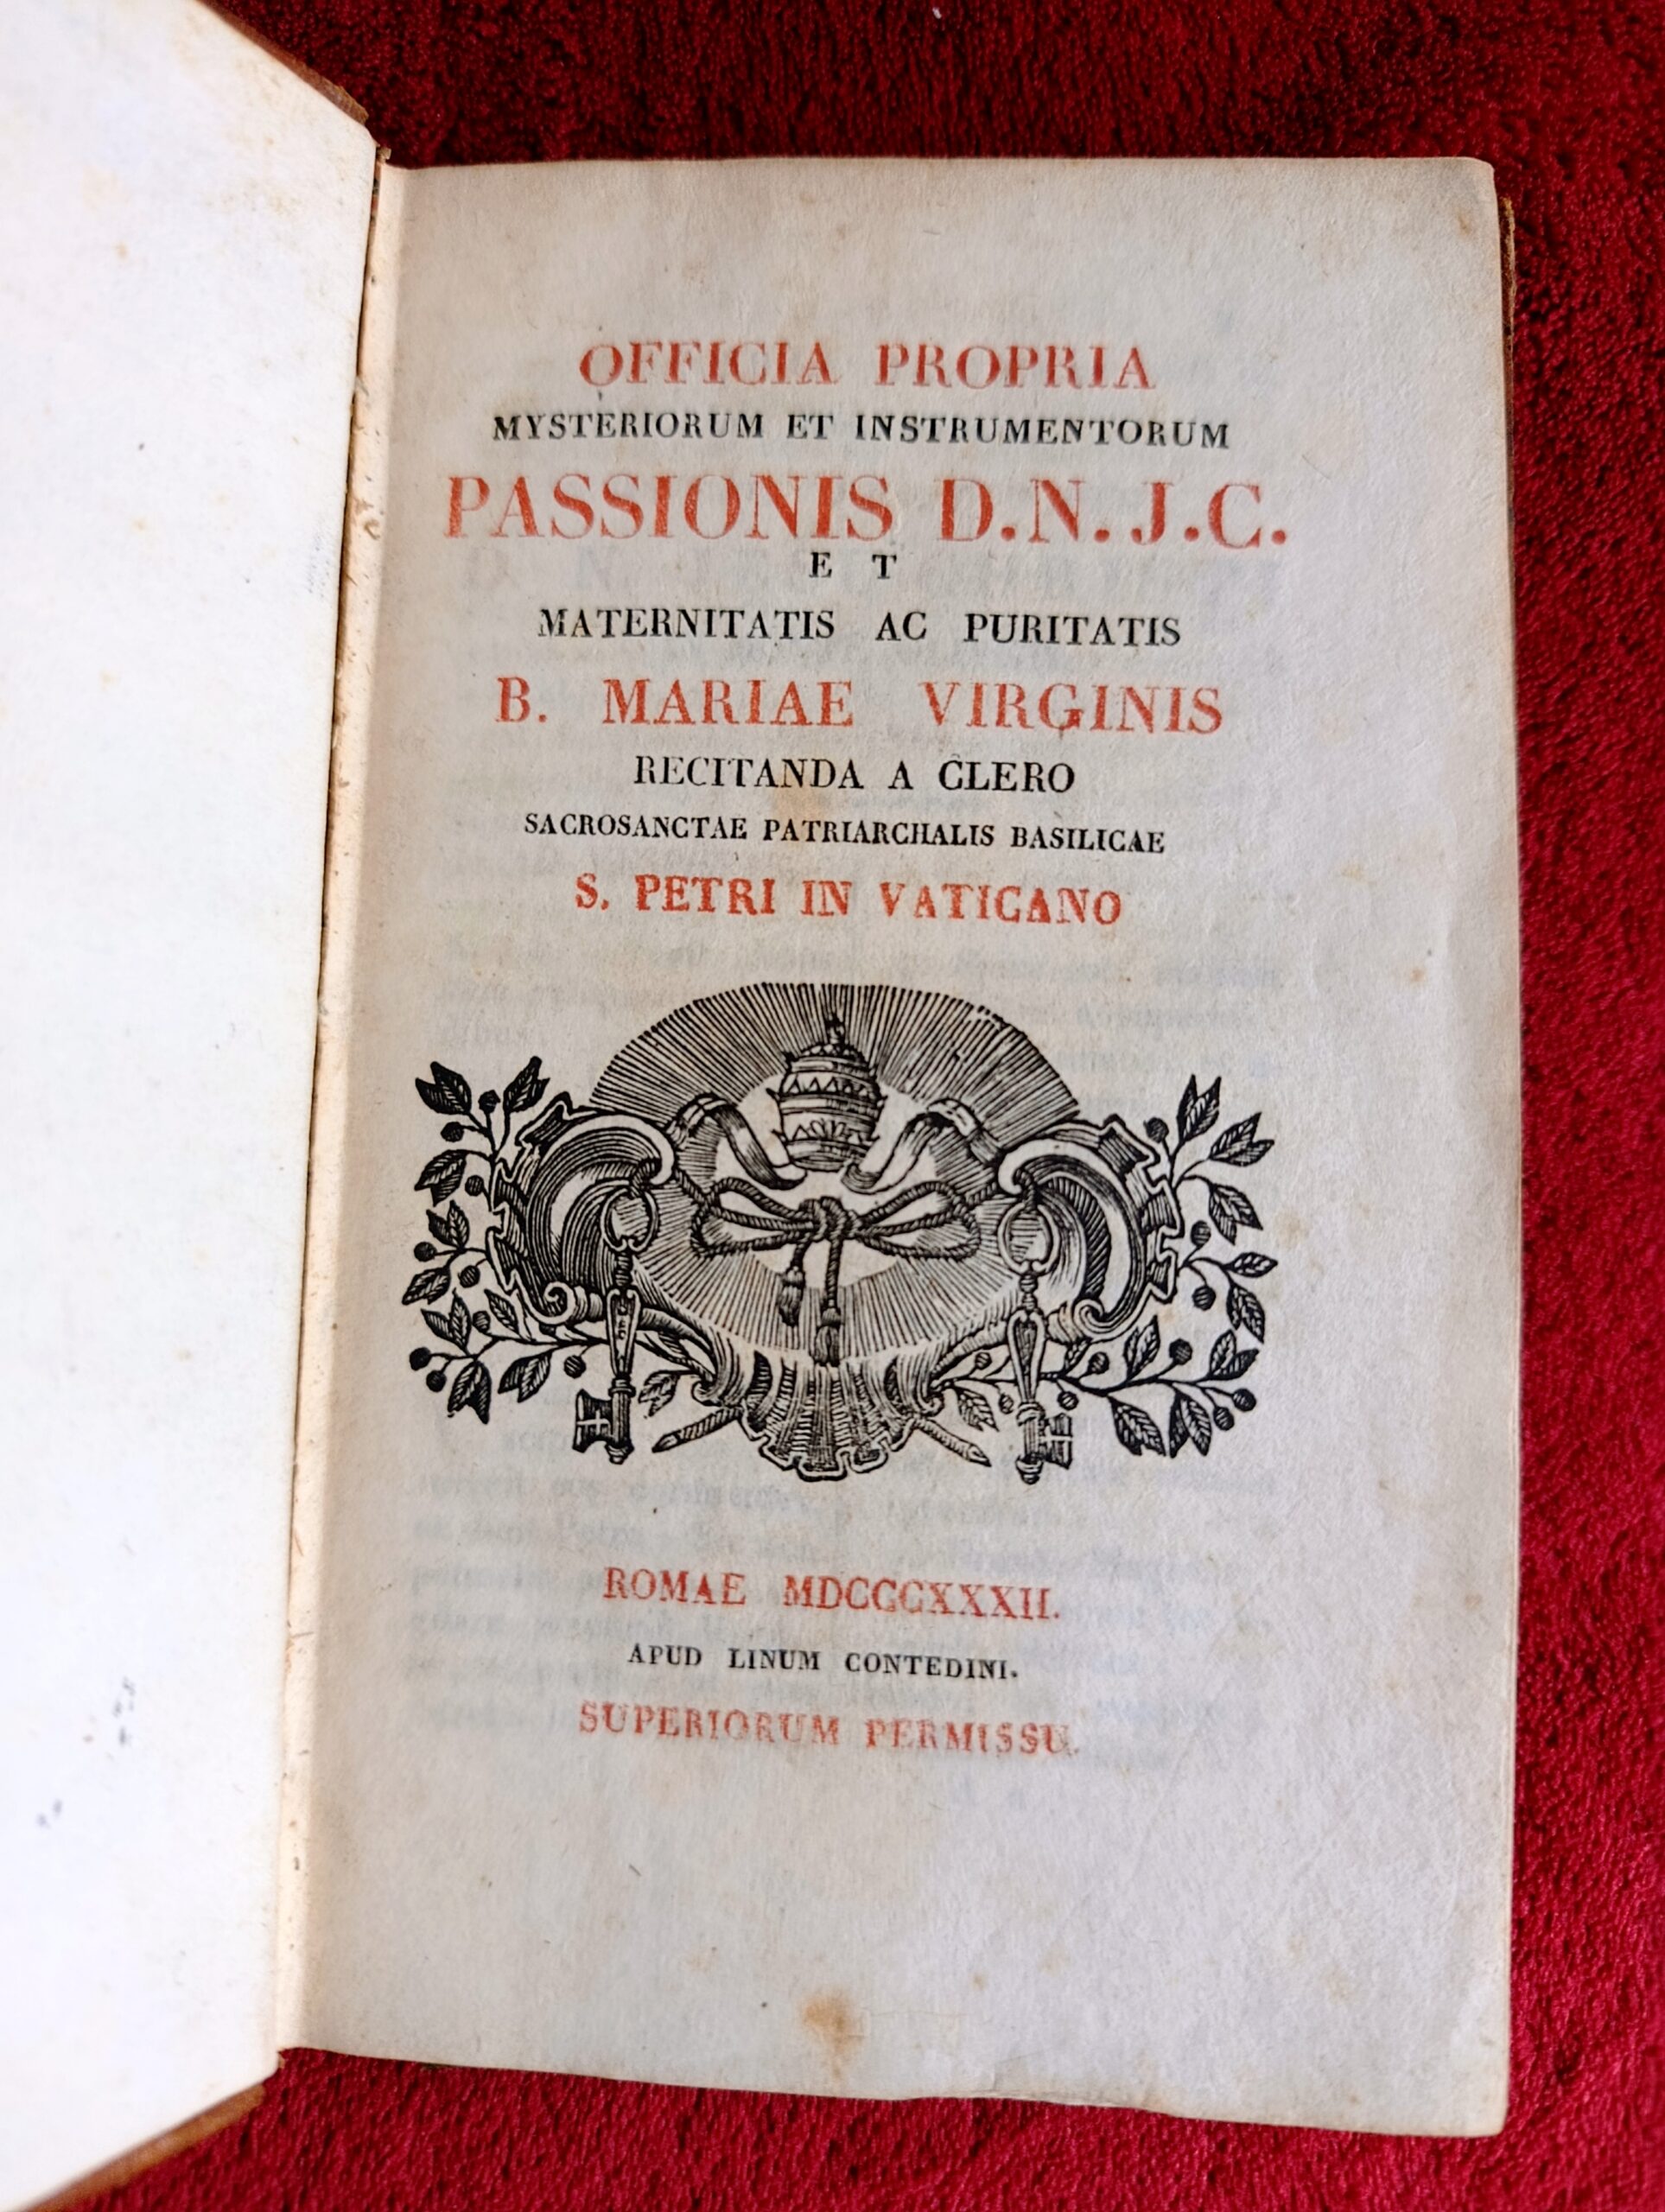 OFFICIA PROPRIA
MYSTERIORUM ET INSTRUMENTORUM
PASSIONIS D.N.J.C.
ET
MATERNITATIS AC PURITATIS
B. MARIAE VIRGINIS
RECITANDA A CLERO
SACROSANCTAE PATRIARCHALIS BASILICAE
S. PETRI IN VATICANO
ROMAE MDCCCXXXII.
APUD LINUM CONTEDINI.
SUPERIORUM PERMISSU.